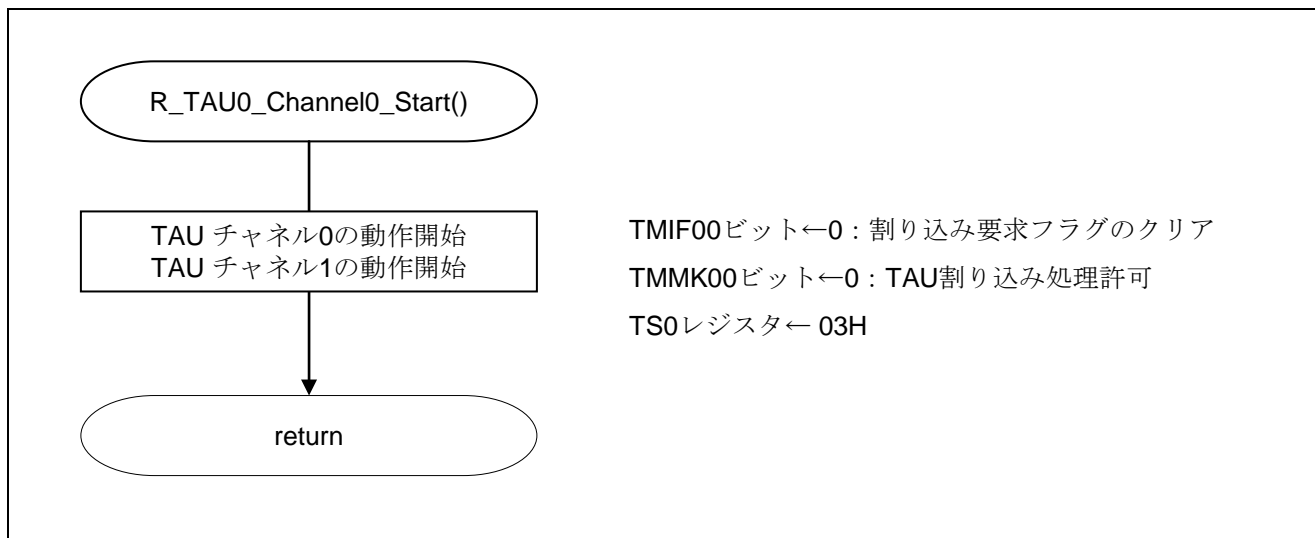 R_TAU0_Channel0_Start()
TAU チャネル0の動作開始
TAU チャネル1の動作開始
TMIF00ビット←0：割り込み要求フラグのクリア
TMMK00ビット←0：TAU割り込み処理許可
TS0レジスタ← 03H
return